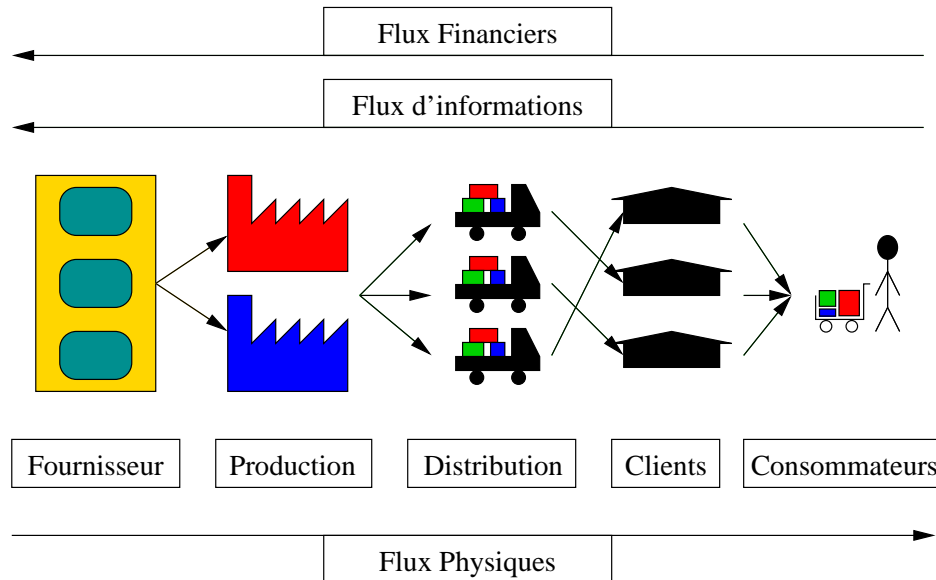 Flux Financiers
Flux d’informations
Fournisseur
Production
Distribution
Clients
Consommateurs
Flux Physiques